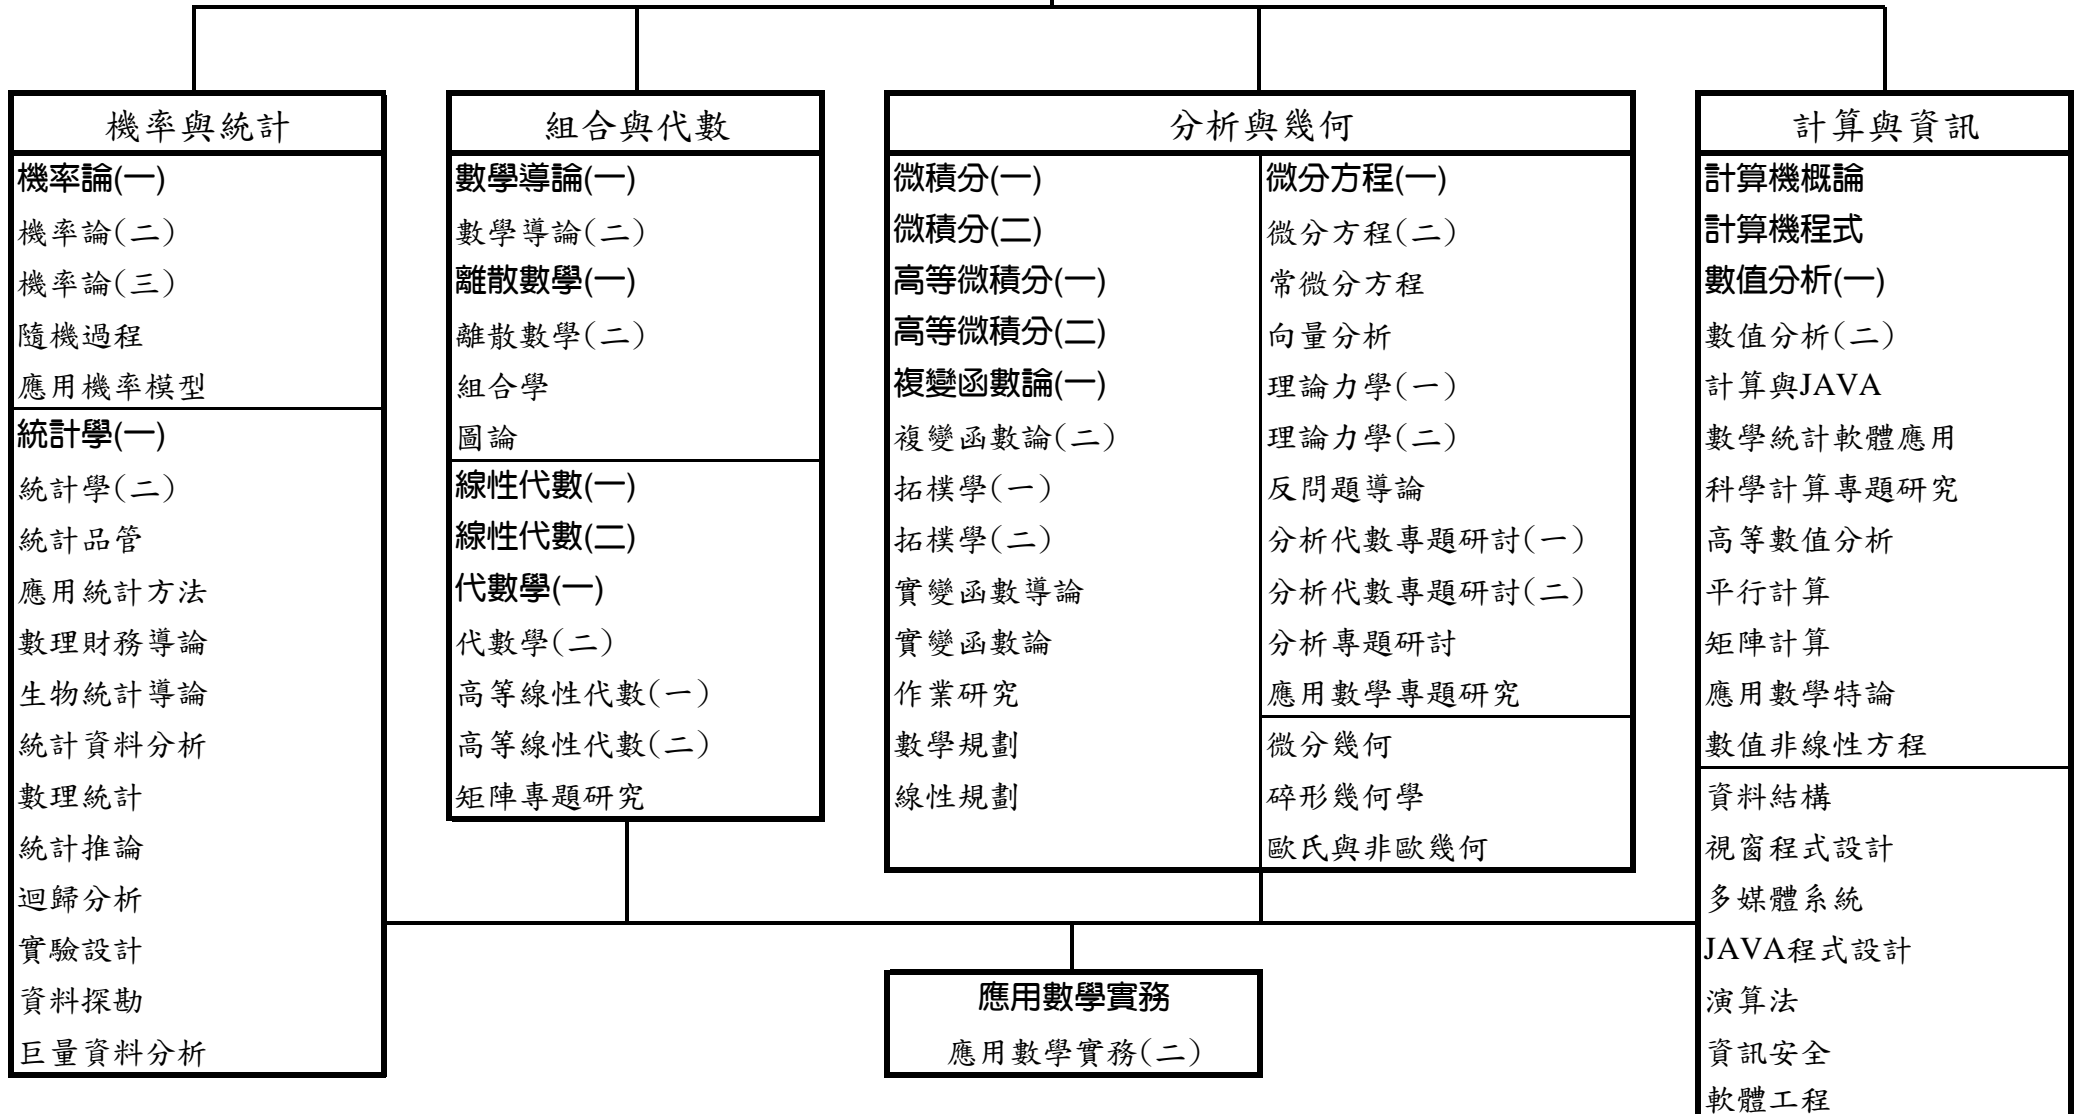 機率與統計
機率論(一)
機率論(二)
機率論(三)
隨機過程
應用機率模型
統計學(一)
統計學(二)
統計品管
應用統計方法
數理財務導論
生物統計導論
統計資料分析
數理統計
統計推論
迴歸分析
實驗設計
資料探勘
巨量資料分析
組合與代數
數學導論(一)
數學導論(二)
離散數學(一)
離散數學(二)
組合學
圖論
線性代數(一)
線性代數(二)
代數學(一)
代數學(二)
高等線性代數(一)
高等線性代數(二)
矩陣專題研究
分析與幾何
微積分(一)
微積分(二)
高等微積分(一)
高等微積分(二)
複變函數論(一)
複變函數論(二)
拓樸學(一)
拓樸學(二)
實變函數導論
實變函數論
作業研究
數學規劃
線性規劃
微分方程(一)
微分方程(二)
常微分方程
向量分析
理論力學(一)
理論力學(二)
反問題導論
分析代數專題研討(一)
分析代數專題研討(二)
分析專題研討
應用數學專題研究
微分幾何
碎形幾何學
歐氏與非歐幾何
計算與資訊
計算機概論
計算機程式
數值分析(一)
數值分析(二)
計算與JAVA
數學統計軟體應用
科學計算專題研究
高等數值分析
平行計算
矩陣計算
應用數學特論
數值非線性方程
資料結構
視窗程式設計
多媒體系統
JAVA程式設計
演算法
資訊安全
軟體工程
應用數學實務
應用數學實務(二)